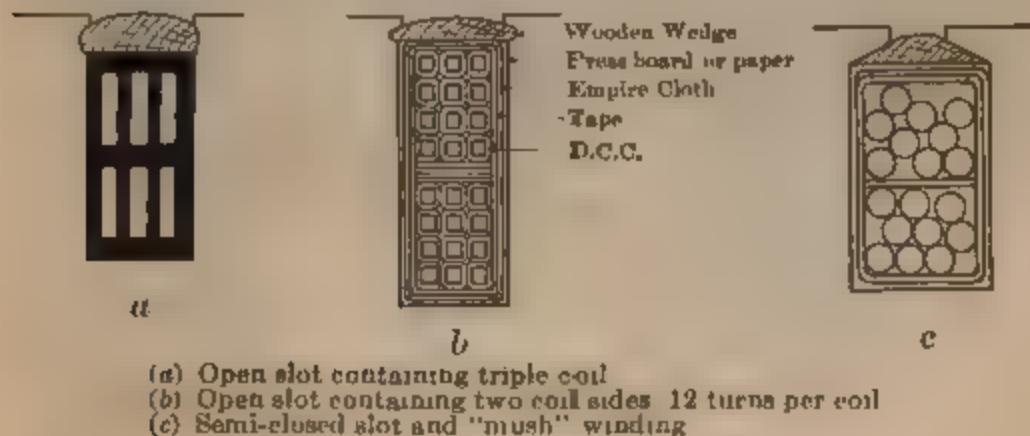 Wooden Wedge
Press board or paper
Empire Cloth
Tape
D.C.C.
a
b
c
(a) Open slot containing triple coil
(b) Open slot containing two coil sides 12 turns per coil
(c) Semi-closed slot and "mush" winding